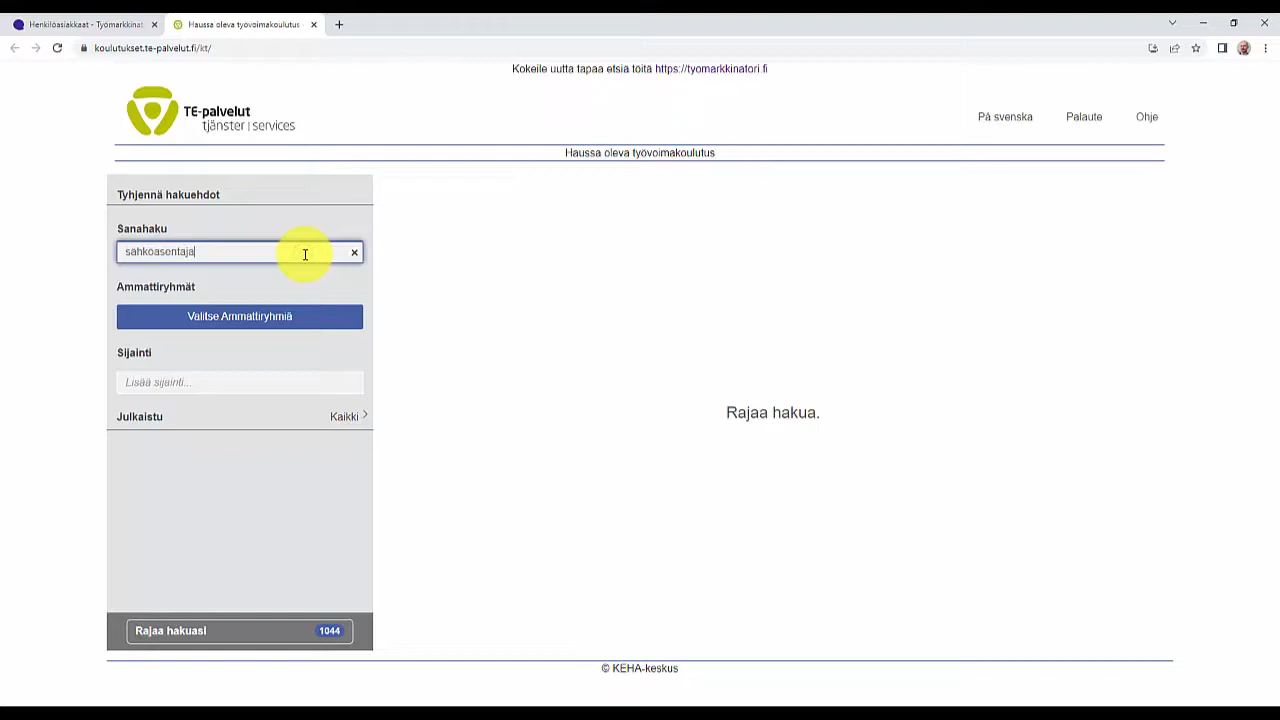 Henkilöasiakkaat - Työmarkkinat
Haussa oleva työvoimakoulutus
koulutukset.te-palvelut.fi/kt/
Kokeile uutta tapaa etsiä töitä https://tyomarkkinatori.fi
TE-palvelut
tjänster | services
På svenska
Palaute
Ohje
Haussa oleva työvoimakoulutus
Tyhjennä hakuehdot
Sanahaku
sähköasentaja
Ammattiryhmät
Valitse Ammattiryhmiä
Sijainti
Lisää sijainti...
Julkaistu
Kaikki
Rajaa hakua.
Rajaa hakuasi
1044
© KEHA-keskus